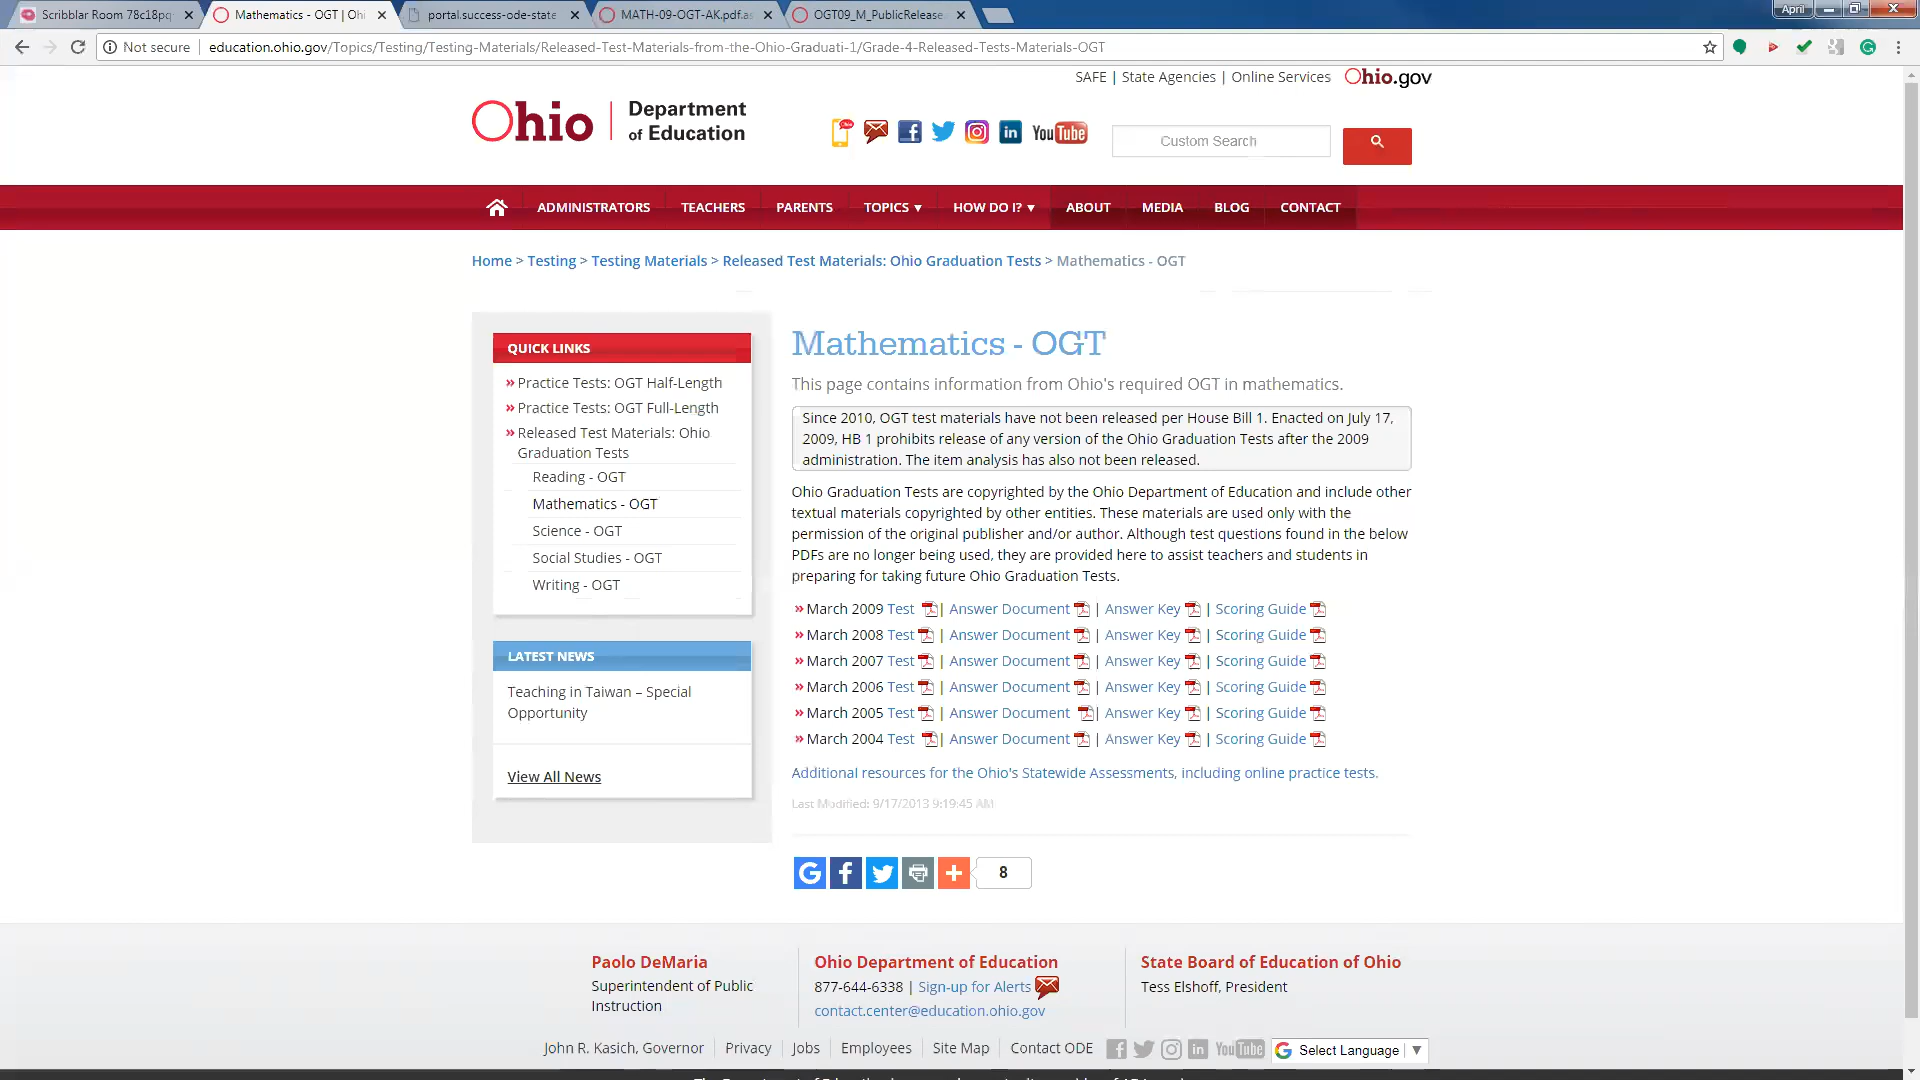 Scribblar Room 78c18pq
Mathematics - OGT | Ohi
portal.success-ode-state
MATH-09-OGT-AK.pdf.as
OGT09_M_PublicRelease.
April
Not secure
education.ohio.gov/Topics/Testing/Testing-Materials/Released-Test-Materials-from-the-Ohio-Graduati-1/Grade-4-Released-Tests-Materials-OGT
SAFE | State Agencies | Online Services Ohio.gov
Ohio | Department of Education
YouTube
Custom Search
ADMINISTRATORS TEACHERS PARENTS TOPICS ▼ HOW DO I? ▼ ABOUT MEDIA BLOG CONTACT
Home > Testing > Testing Materials > Released Test Materials: Ohio Graduation Tests > Mathematics - OGT
QUICK LINKS
» Practice Tests: OGT Half-Length
» Practice Tests: OGT Full-Length
» Released Test Materials: Ohio
Graduation Tests
Reading - OGT
Mathematics - OGT
Science - OGT
Social Studies - OGT
Writing - OGT
LATEST NEWS
Teaching in Taiwan – Special
Opportunity
View All News
Mathematics - OGT
This page contains information from Ohio's required OGT in mathematics.
Since 2010, OGT test materials have not been released per House Bill 1. Enacted on July 17,
2009, HB 1 prohibits release of any version of the Ohio Graduation Tests after the 2009
administration. The item analysis has also not been released.
Ohio Graduation Tests are copyrighted by the Ohio Department of Education and include other
textual materials copyrighted by other entities. These materials are used only with the
permission of the original publisher and/or author. Although test questions found in the below
PDFs are no longer being used, they are provided here to assist teachers and students in
preparing for taking future Ohio Graduation Tests.
» March 2009 Test | Answer Document | Answer Key | Scoring Guide
» March 2008 Test | Answer Document | Answer Key | Scoring Guide
» March 2007 Test | Answer Document | Answer Key | Scoring Guide
» March 2006 Test | Answer Document | Answer Key | Scoring Guide
» March 2005 Test | Answer Document | Answer Key | Scoring Guide
» March 2004 Test | Answer Document | Answer Key | Scoring Guide
Additional resources for the Ohio's Statewide Assessments, including online practice tests.
Last Modified: 9/17/2013 9:19:45 AM
8
Paolo DeMaria
Superintendent of Public
Instruction
Ohio Department of Education
877-644-6338 | Sign-up for Alerts
contact.center@education.ohio.gov
State Board of Education of Ohio
Tess Elshoff, President
John R. Kasich, Governor Privacy Jobs Employees Site Map Contact ODE YouTube Select Language ▼